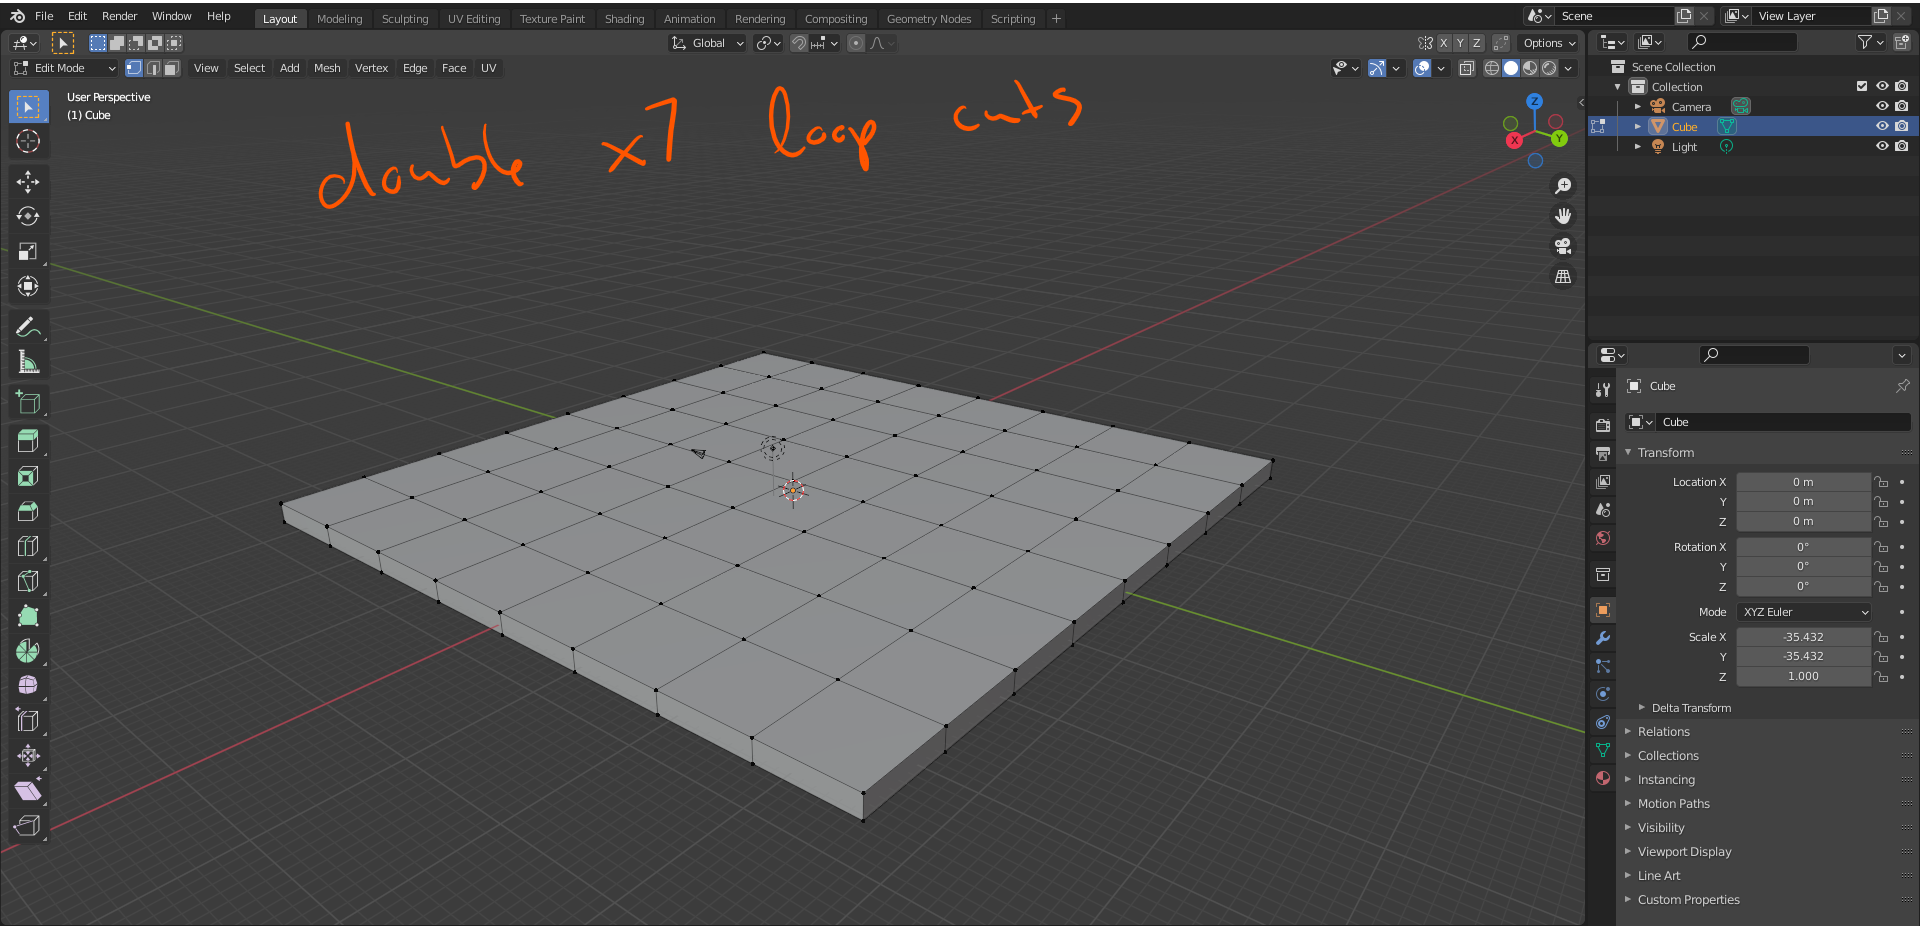 File Edit Render Window Help Layout Modeling Sculpting UV Editing Texture Paint Shading Animation Rendering Compositing Geometry Nodes Scripting + Scene View Layer
Global X Y Z Options
Edit Mode View Select Add Mesh Vertex Edge Face UV
User Perspective
(1) Cube
double x7 loop cuts
Z
X Y
Scene Collection
Collection
Camera
Cube
Light
Cube
Cube
Transform
Location X 0 m
Y 0 m
Z 0 m
Rotation X 0°
Y 0°
Z 0°
Mode XYZ Euler
Scale X -35.432
Y -35.432
Z 1.000
Delta Transform
Relations
Collections
Instancing
Motion Paths
Visibility
Viewport Display
Line Art
Custom Properties